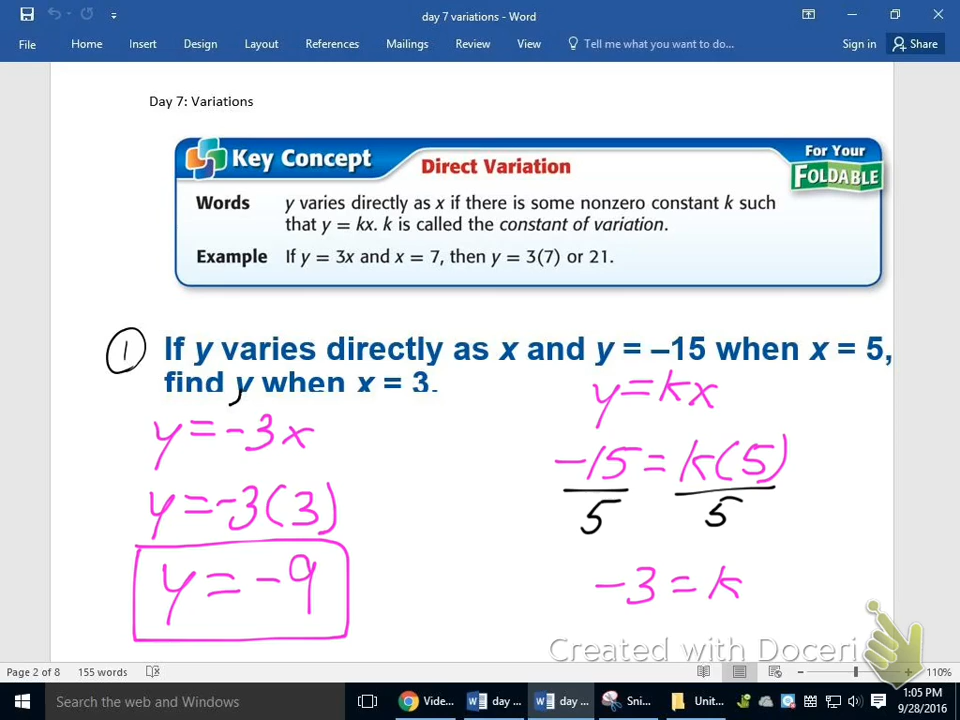 day 7 variations - Word
File Home Insert Design Layout References Mailings Review View Tell me what you want to do... Sign in Share
Day 7: Variations
Key Concept Direct Variation For Your FOLDABLE
Words y varies directly as x if there is some nonzero constant k such
that y = kx. k is called the constant of variation.
Example If y = 3x and x = 7, then y = 3(7) or 21.
1 If y varies directly as x and y = –15 when x = 5,
find y when x = 3.
y = kx
-15 = k(5)
5 5
-3 = k
y = -3x
y = -3(3)
y = -9
Created with Doceri
Page 2 of 8 155 words 110%
Search the web and Windows Vide... day ... day ... Sni... Unit... 1:05 PM
9/28/2016